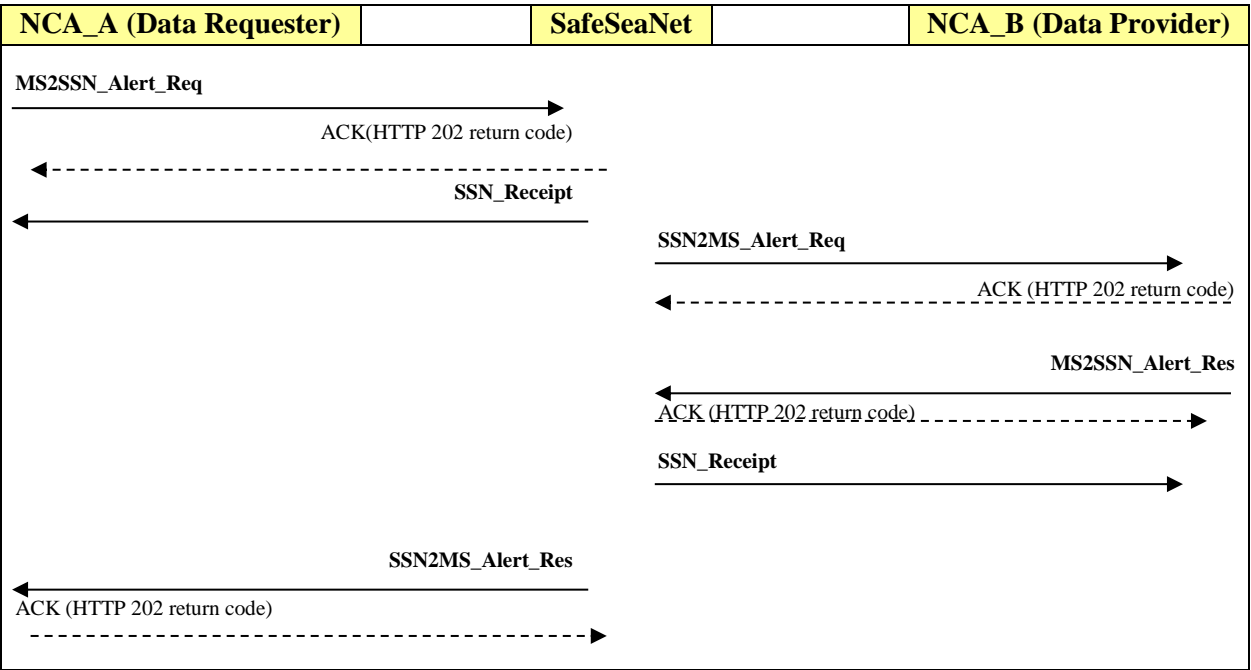 NCA_A (Data Requester) SafeSeaNet NCA_B (Data Provider)
MS2SSN_Alert_Req
ACK(HTTP 202 return code)
SSN_Receipt
SSN2MS_Alert_Req
ACK (HTTP 202 return code)
MS2SSN_Alert_Res
ACK (HTTP 202 return code)
SSN_Receipt
SSN2MS_Alert_Res
ACK (HTTP 202 return code)